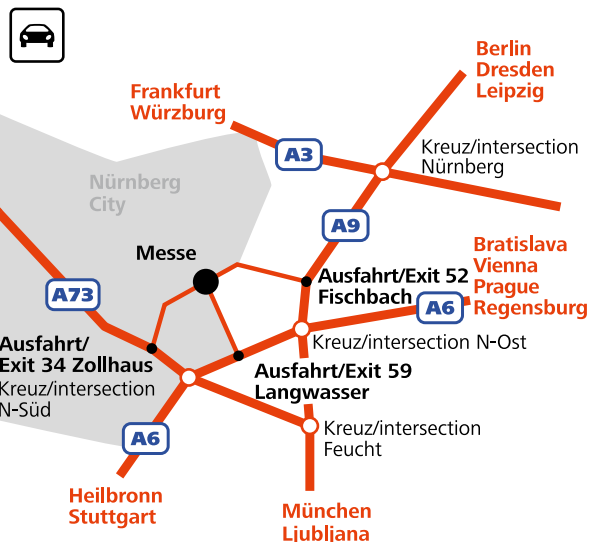 Berlin
Dresden
Leipzig
Frankfurt
Würzburg
A3
Kreuz/intersection
Nürnberg
Nürnberg
City
A9
Messe
Bratislava
Vienna
Prague
Regensburg
Ausfahrt/Exit 52
Fischbach
A73
A6
Ausfahrt/
Exit 34 Zollhaus
Kreuz/intersection
N-Süd
Kreuz/intersection N-Ost
Ausfahrt/Exit 59
Langwasser
A6
Kreuz/intersection
Feucht
Heilbronn
Stuttgart
München
Ljubljana